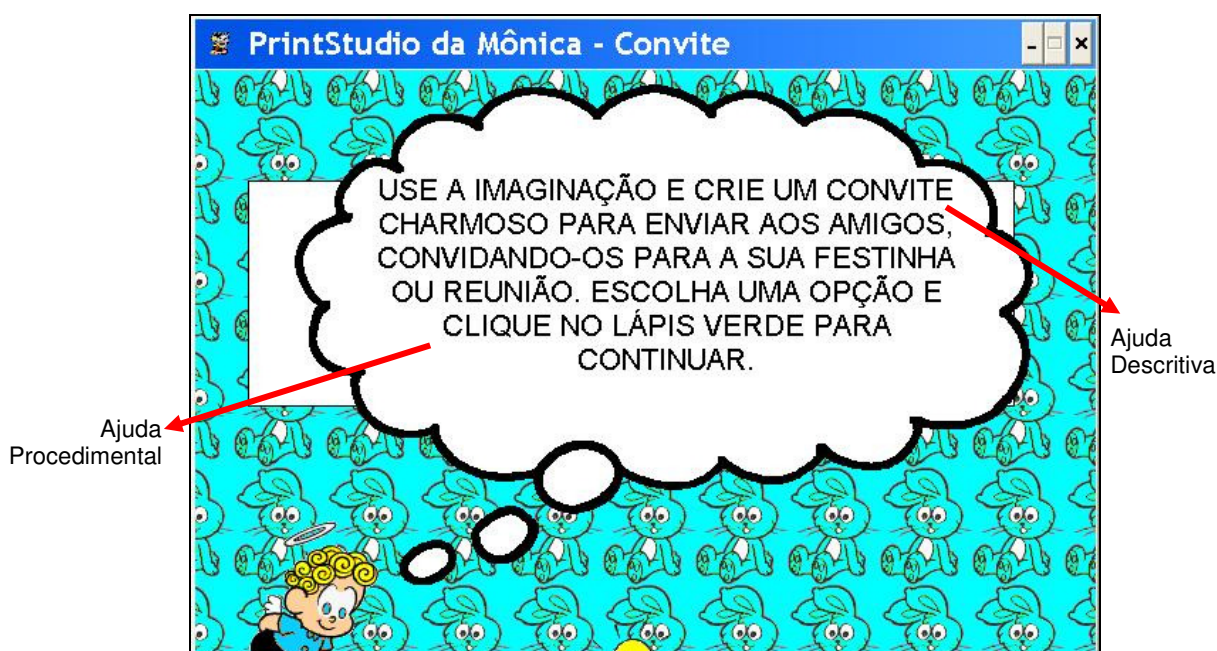 PrintStudio da Mônica - Convite
USE A IMAGINAÇÃO E CRIE UM CONVITE
CHARMOSO PARA ENVIAR AOS AMIGOS,
CONVIDANDO-OS PARA A SUA FESTINHA
OU REUNIÃO. ESCOLHA UMA OPÇÃO E
CLIQUE NO LÁPIS VERDE PARA
CONTINUAR.
Ajuda
Descritiva
Ajuda
Procedimental